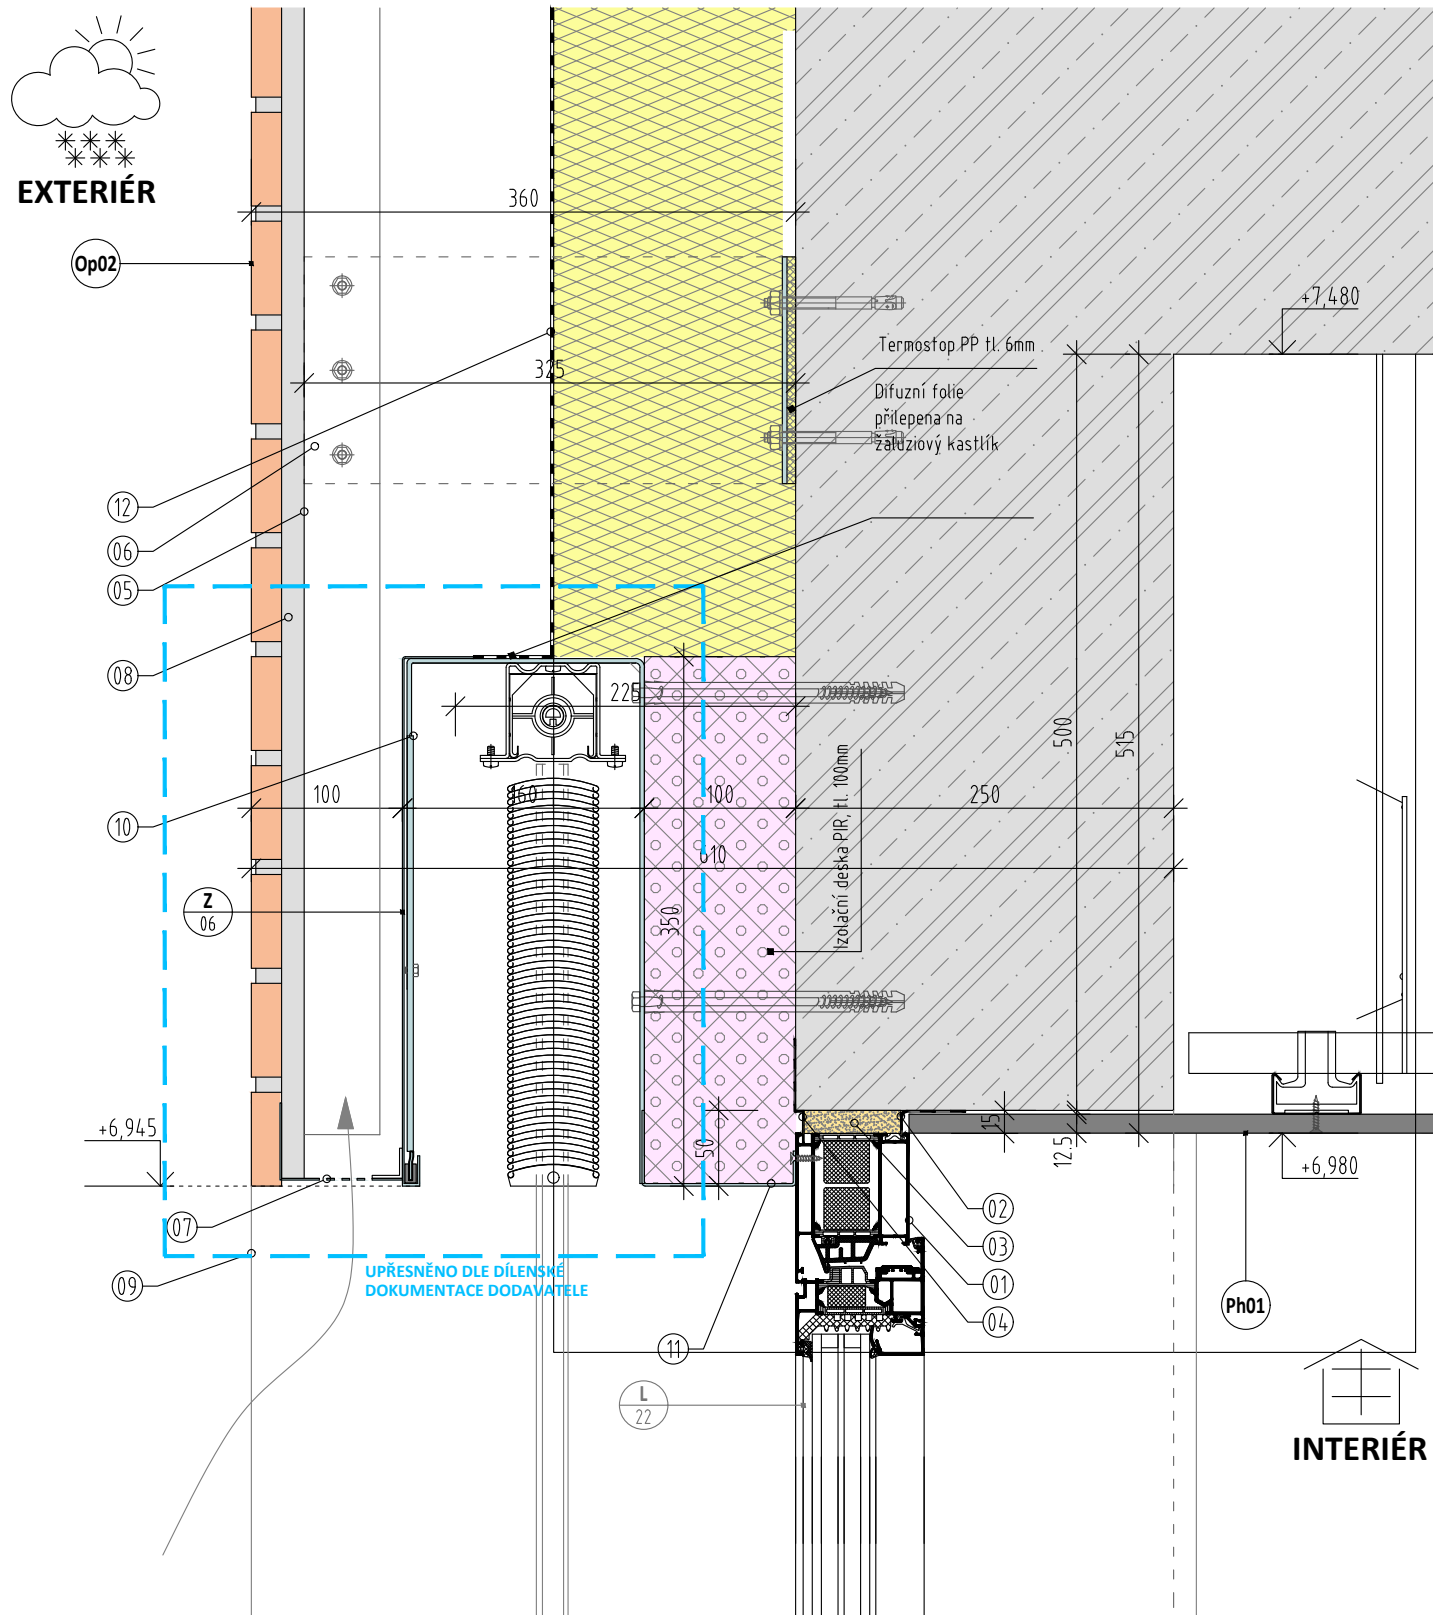 EXTERIÉR
360
Op02
+7,480
Termostop PP tl. 6mm
325
Difuzní folie
přilepena na
žaluziový kastlík
12
06
05
08
225
500
515
100
160
100
250
10
Izolační deska PIR, tl. 100mm
610
Z
06
350
+6,945
15
50
12.5
+6,980
07
02
03
09
UPŘESNĚNO DLE DÍLENSKÉ
DOKUMENTACE DODAVATELE
01
Ph01
04
11
L
22
INTERIÉR